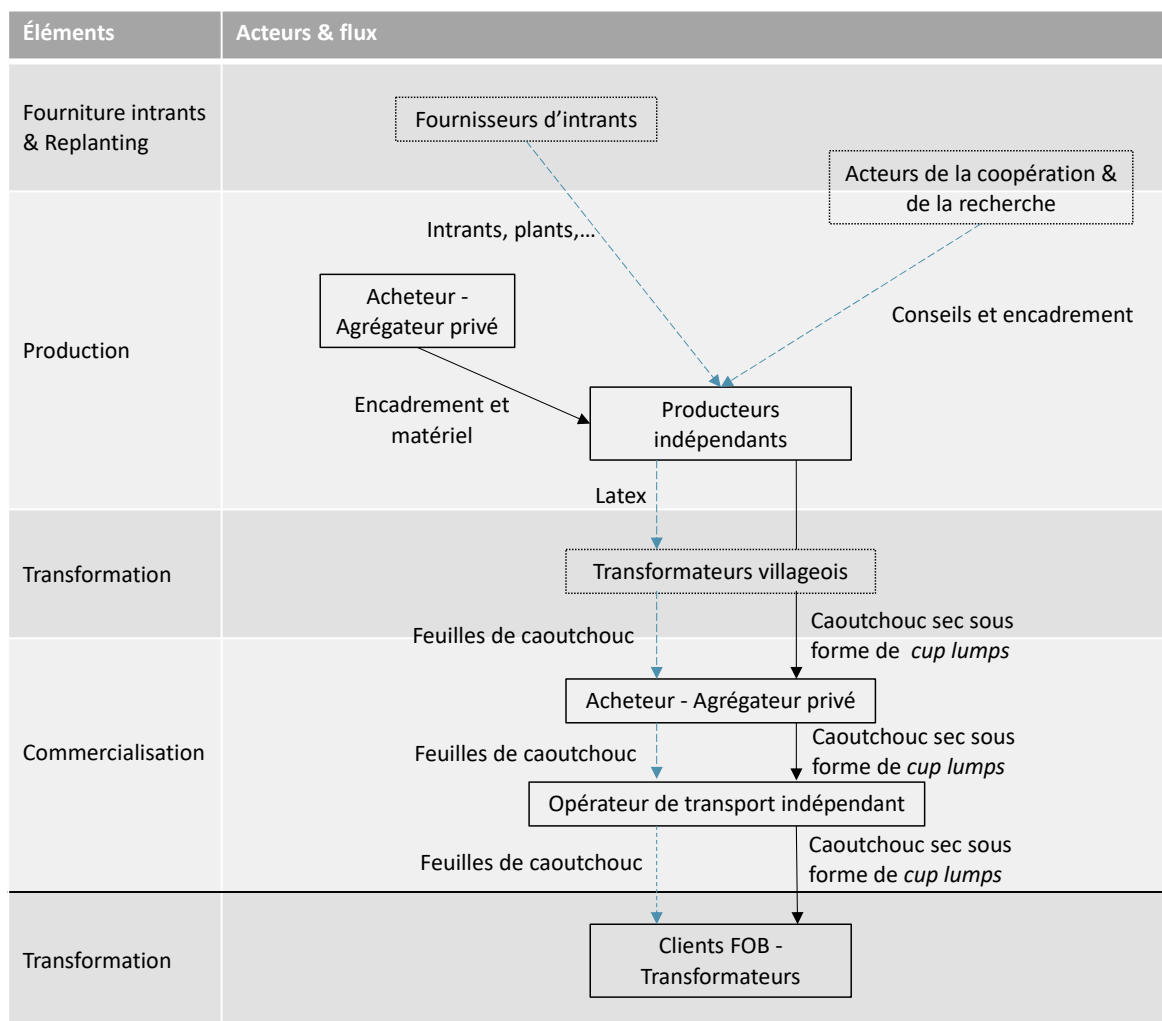 Éléments
Acteurs & flux
Fourniture intrants
& Replanting
Fournisseurs d’intrants
Acteurs de la coopération &
de la recherche
Intrants, plants,...
Production
Acheteur -
Agrégateur privé
Conseils et encadrement
Encadrement et
matériel
Producteurs
indépendants
Latex
Transformation
Transformateurs villageois
Feuilles de caoutchouc
Caoutchouc sec sous
forme de cup lumps
Commercialisation
Acheteur - Agrégateur privé
Feuilles de caoutchouc
Caoutchouc sec sous
forme de cup lumps
Opérateur de transport indépendant
Feuilles de caoutchouc
Caoutchouc sec sous
forme de cup lumps
Transformation
Clients FOB -
Transformateurs